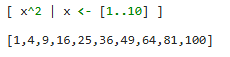 [ x^2 | x <- [1..10] ]
[1,4,9,16,25,36,49,64,81,100]